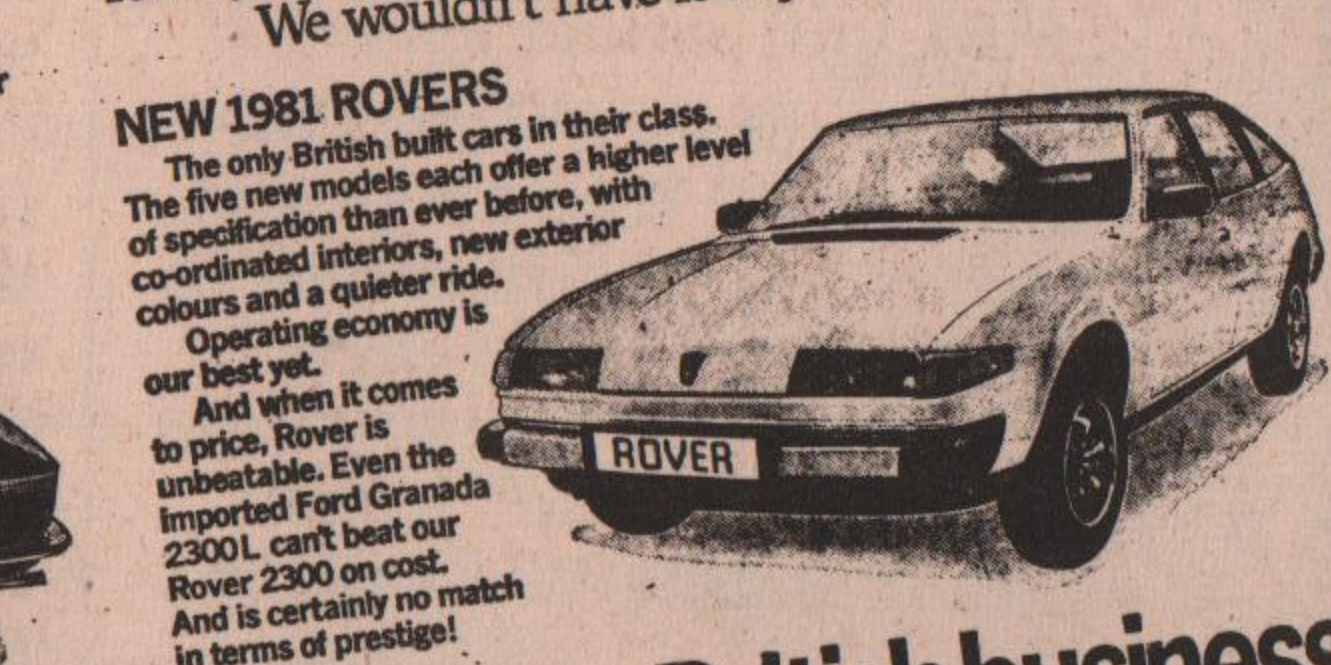 We wouldn't have
NEW 1981 ROVERS
The only British built cars in their class.
The five new models each offer a higher level
of specification than ever before, with
co-ordinated interiors, new exterior
colours and a quieter ride.
Operating economy is
our best yet.
And when it comes
to price, Rover is
unbeatable. Even the
imported Ford Granada
2300L can't beat our
Rover 2300 on cost.
And is certainly no match
in terms of prestige!
ROVER
British business